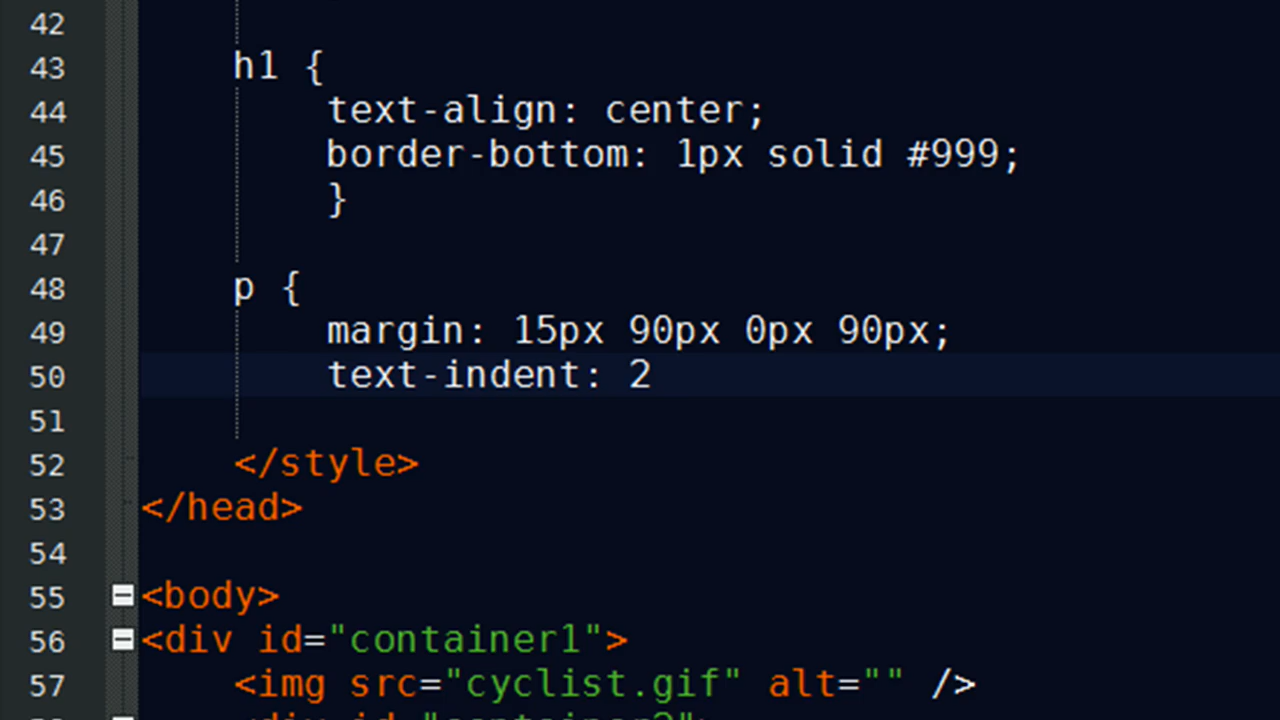 42
43 h1 {
44 text-align: center;
45 border-bottom: 1px solid #999;
46 }
47
48 p {
49 margin: 15px 90px 0px 90px;
50 text-indent: 2
51
52 </style>
53 </head>
54
55 <body>
56 <div id="container1">
57 <img src="cyclist.gif" alt="" />